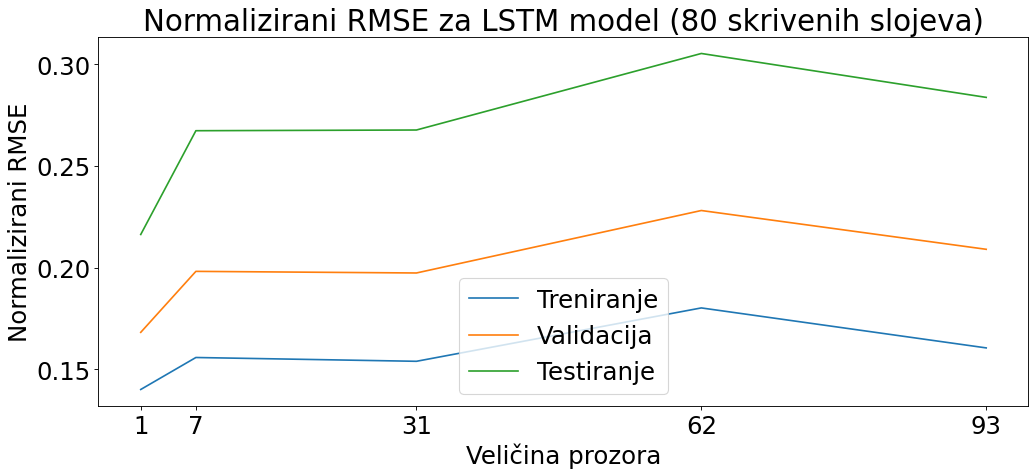 Normalizirani RMSE za LSTM model (80 skrivenih slojeva)
Normalizirani RMSE
0.30
0.25
0.20
0.15
Treniranje
Validacija
Testiranje
1 7 31 62 93
Veličina prozora